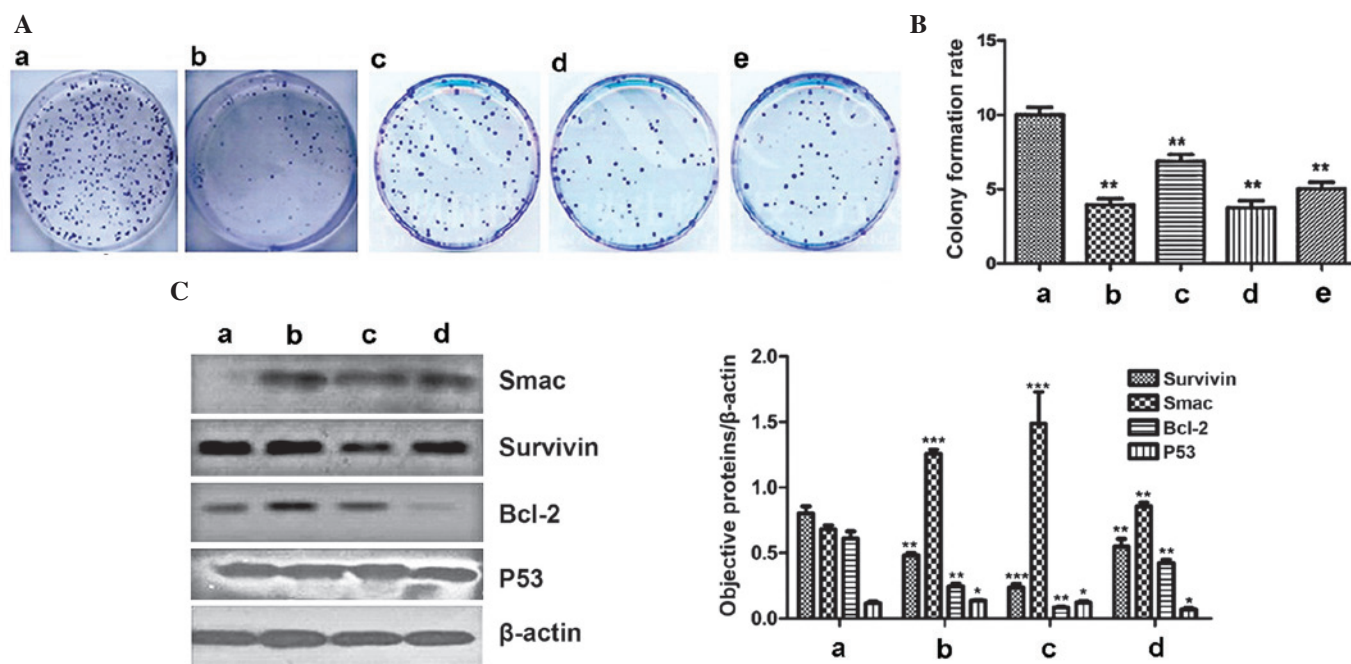 A
a b c d e
B
Colony formation rate
15
10
5
0
**
**
**
**
a b c d e
C
a b c d
Smac
Survivin
Bcl-2
P53
β-actin
Objective proteins/β-actin
2.0
1.5
1.0
0.5
0.0
Survivin
Smac
Bcl-2
P53
** *** ** *
*** *** ** *
** ** ** *
a b c d